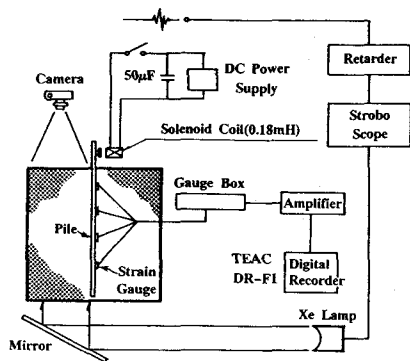 Camera
50μF
DC Power
Supply
Retarder
Strobo
Scope
Solenoid Coil(0.18mH)
Gauge Box
Amplifier
Pile
TEAC
DR-F1
Digital
Recorder
Strain
Gauge
Xe Lamp
Mirror